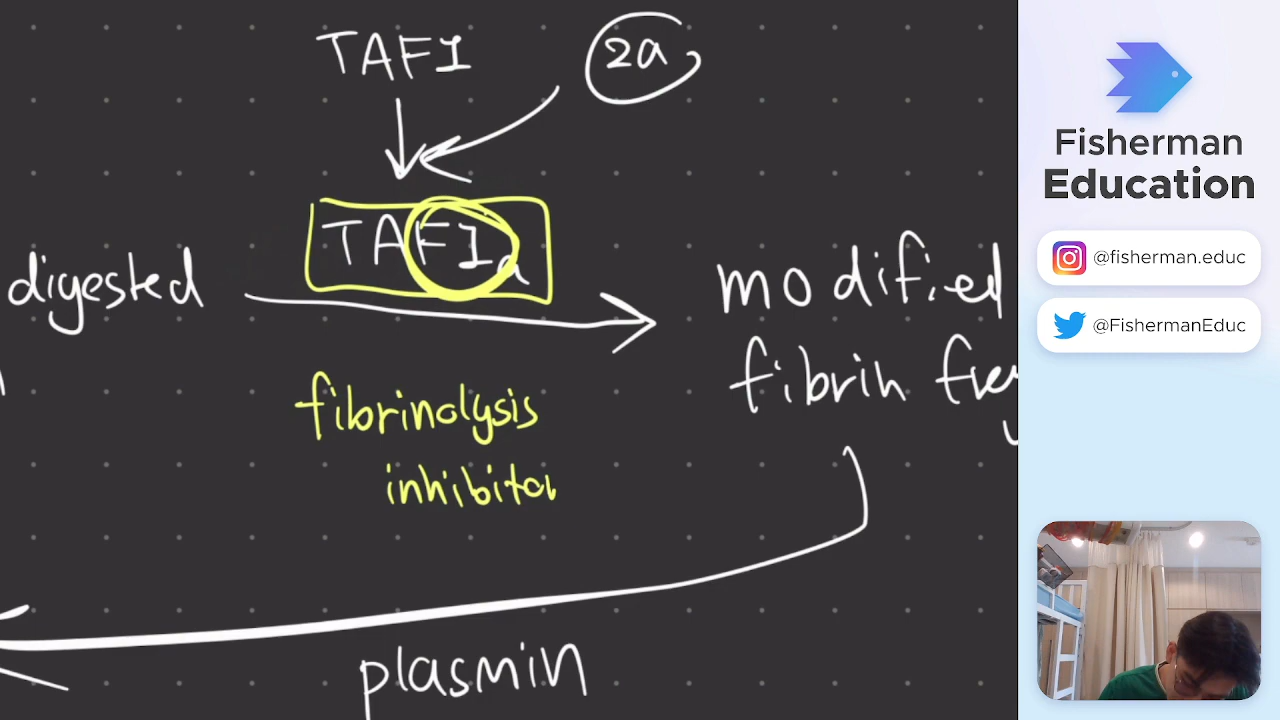 TAFI
2a
TAFIa
digested
modified
fibrin
fibrinolysis
inhibitor
plasmin
Fisherman
Education
@fisherman.educ
@FishermanEduc